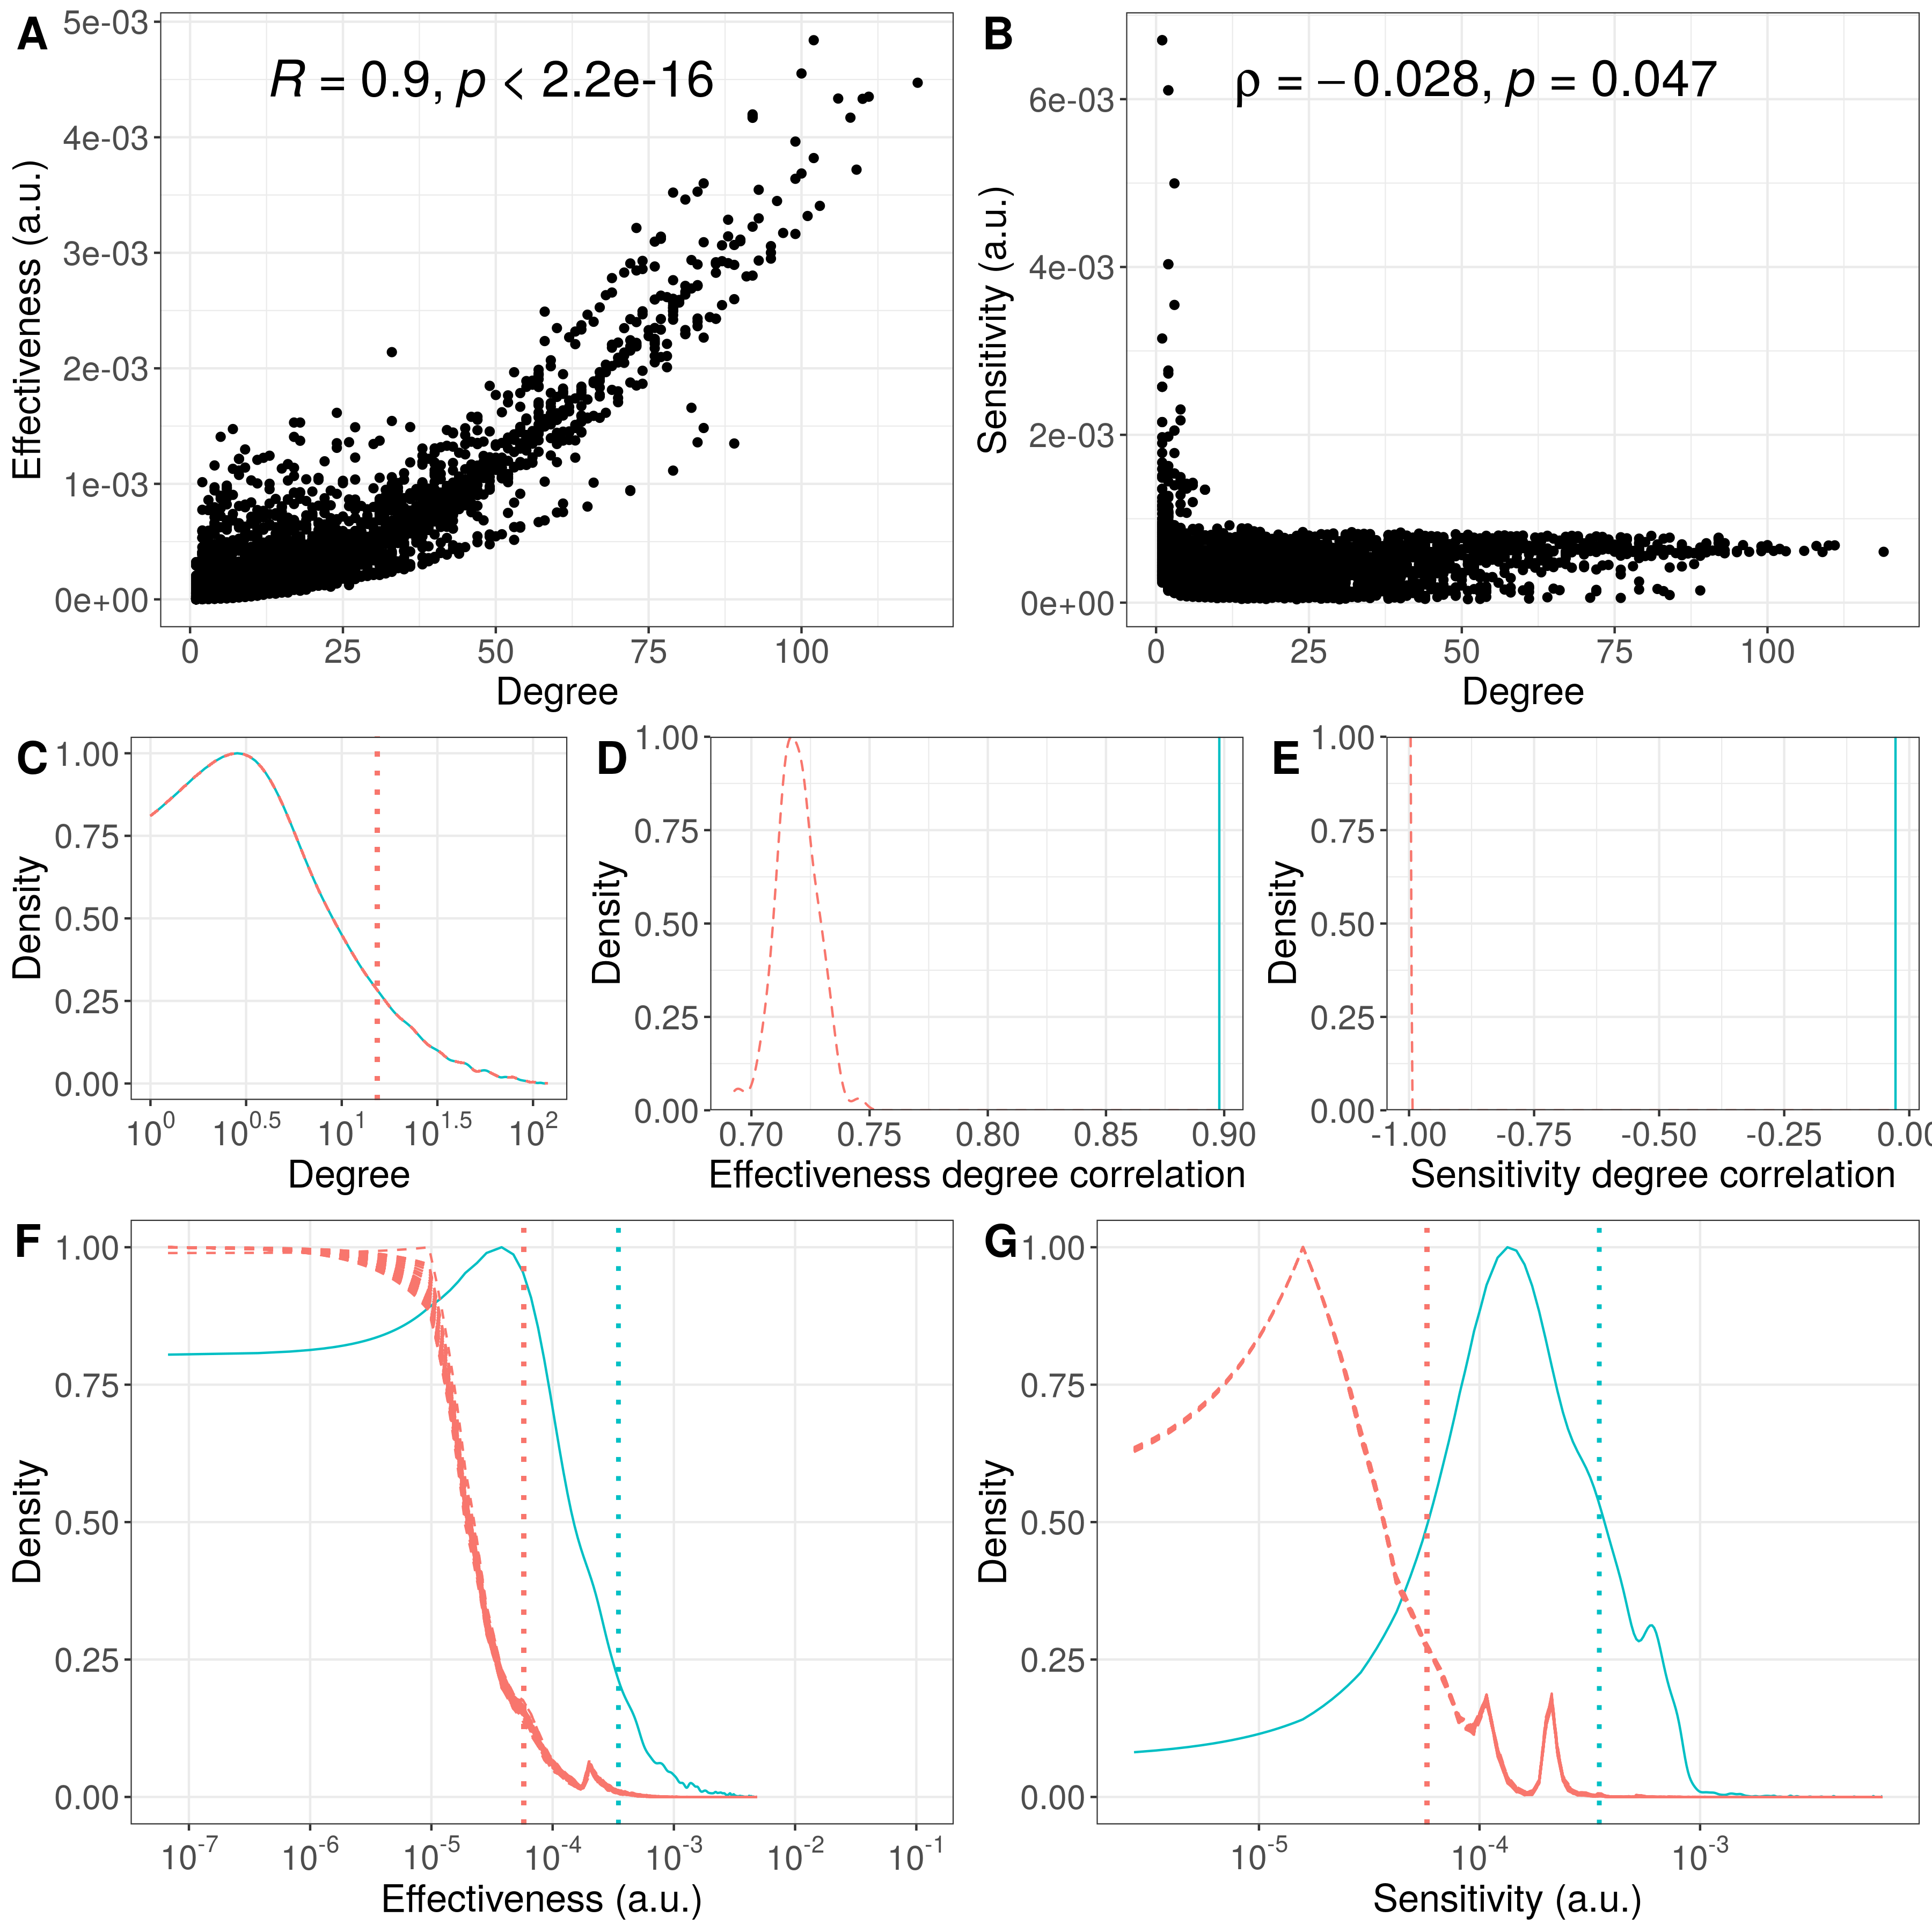 A
R = 0.9, p < 2.2e-16
5e-03
4e-03
3e-03
2e-03
1e-03
0e+00
Effectiveness (a.u.)
0 25 50 75 100
Degree
B
ρ = −0.028, p = 0.047
6e-03
4e-03
2e-03
0e+00
Sensitivity (a.u.)
0 25 50 75 100
Degree
C
1.00
0.75
0.50
0.25
0.00
Density
10^0 10^0.5 10^1 10^1.5 10^2
Degree
D
1.00
0.75
0.50
0.25
0.00
Density
0.70 0.75 0.80 0.85 0.90
Effectiveness degree correlation
E
1.00
0.75
0.50
0.25
0.00
Density
-1.00 -0.75 -0.50 -0.25 0.00
Sensitivity degree correlation
F
1.00
0.75
0.50
0.25
0.00
Density
10^-7 10^-6 10^-5 10^-4 10^-3 10^-2 10^-1
Effectiveness (a.u.)
G
1.00
0.75
0.50
0.25
0.00
Density
10^-5 10^-4 10^-3
Sensitivity (a.u.)